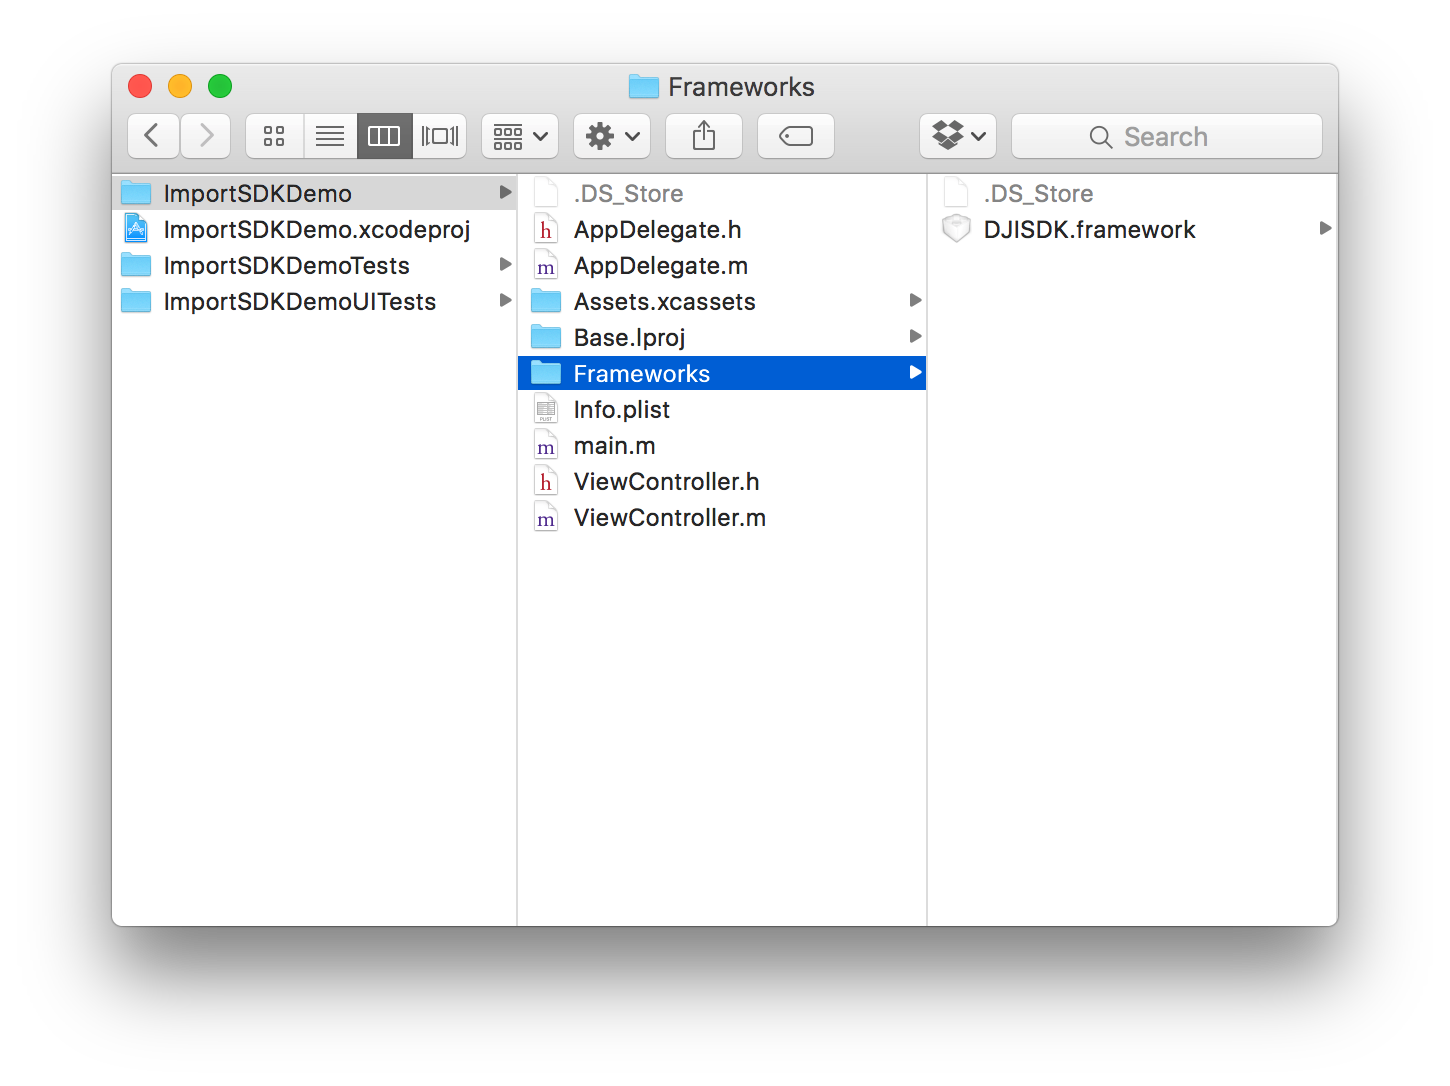 Frameworks
Search
ImportSDKDemo
ImportSDKDemo.xcodeproj
ImportSDKDemoTests
ImportSDKDemoUITests
.DS_Store
h AppDelegate.h
m AppDelegate.m
Assets.xcassets
Base.lproj
Frameworks
PLIST Info.plist
m main.m
h ViewController.h
m ViewController.m
.DS_Store
DJISDK.framework